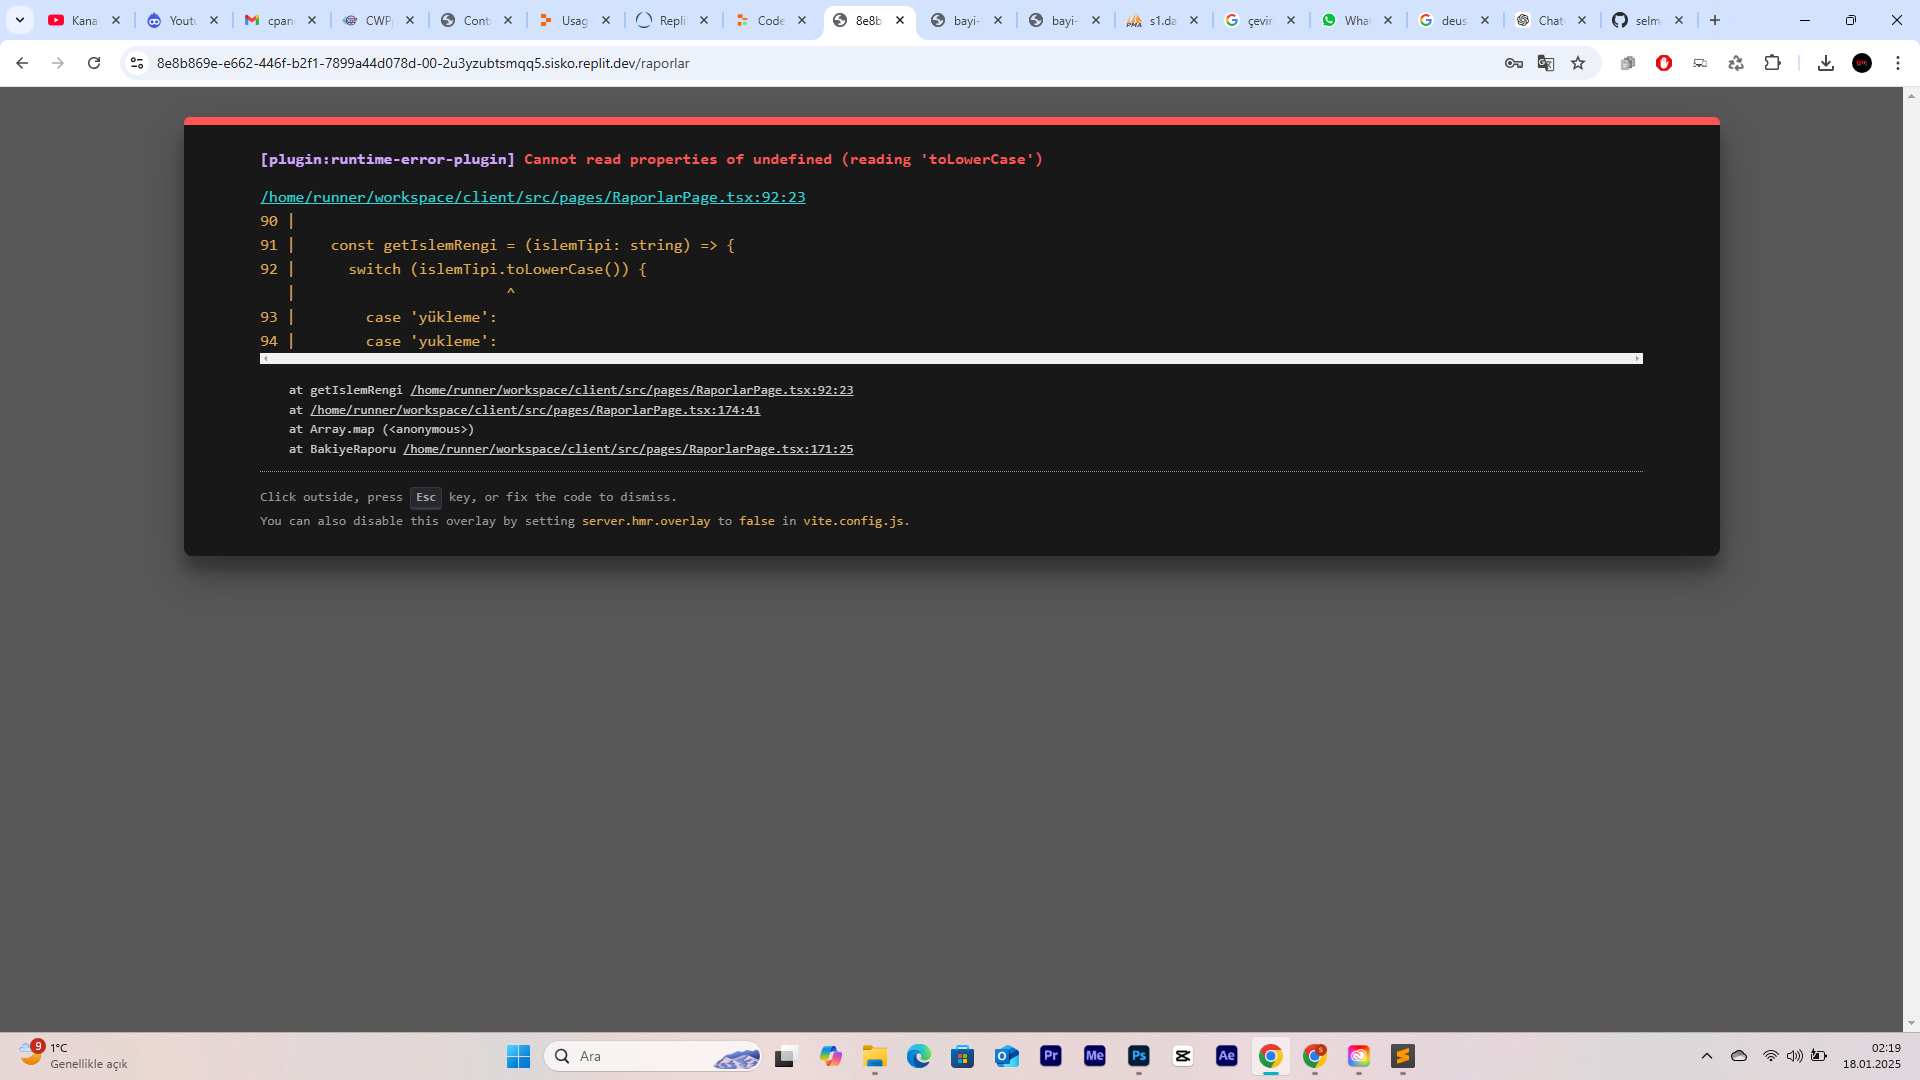 Kana
Youtu
cpan
CWP
Cont
Usag
Repli
Code
8e8b
bayi-
bayi-
s1.da
çevir
What
deus
Chat
selm
8e8b869e-e662-446f-b2f1-7899a44d078d-00-2u3yzubtsmqq5.sisko.replit.dev/raporlar
[plugin:runtime-error-plugin] Cannot read properties of undefined (reading 'toLowerCase')
/home/runner/workspace/client/src/pages/RaporlarPage.tsx:92:23
90 |
91 |    const getIslemRengi = (islemTipi: string) => {
92 |      switch (islemTipi.toLowerCase()) {
   |                        ^
93 |        case 'yükleme':
94 |        case 'yukleme':
at getIslemRengi /home/runner/workspace/client/src/pages/RaporlarPage.tsx:92:23
at /home/runner/workspace/client/src/pages/RaporlarPage.tsx:174:41
at Array.map (<anonymous>)
at BakiyeRaporu /home/runner/workspace/client/src/pages/RaporlarPage.tsx:171:25
Click outside, press Esc key, or fix the code to dismiss.
You can also disable this overlay by setting server.hmr.overlay to false in vite.config.js.
9
1°C
Genellikle açık
Ara
Pr
Me
Ps
Ae
02:19
18.01.2025